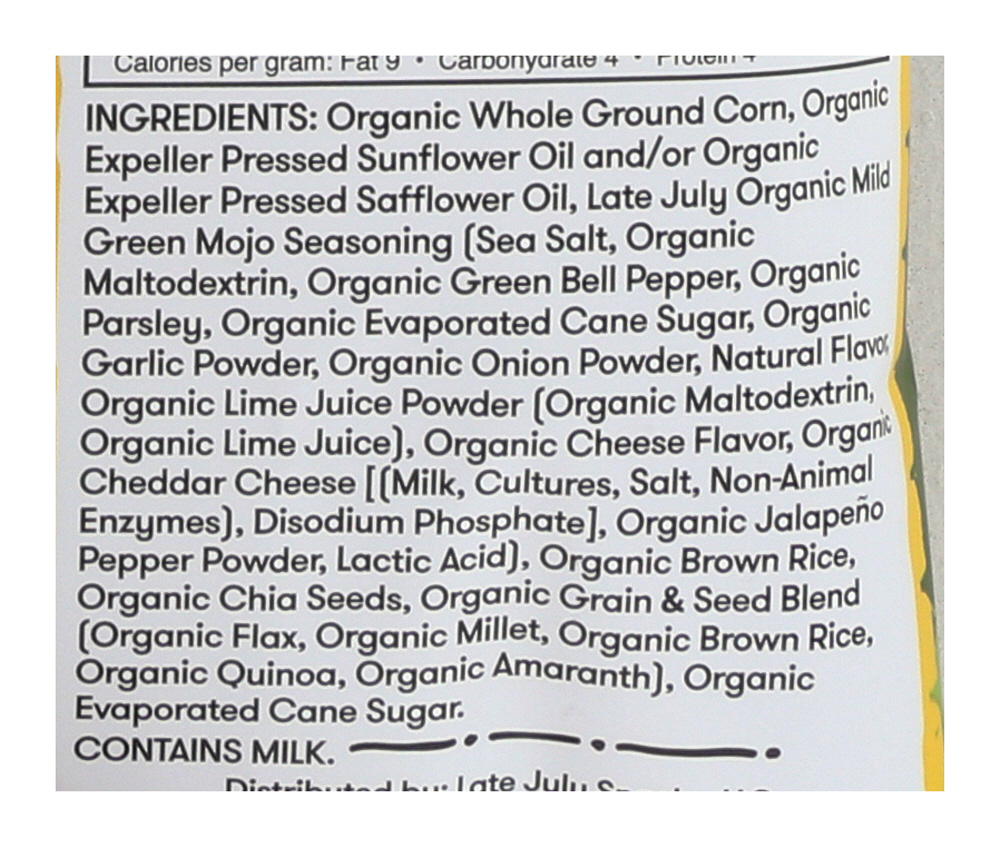 Calories per gram: Fat 9 • Carbohydrate 4 • Protein 4
INGREDIENTS: Organic Whole Ground Corn, Organic
Expeller Pressed Sunflower Oil and/or Organic
Expeller Pressed Safflower Oil, Late July Organic Mild
Green Mojo Seasoning (Sea Salt, Organic
Maltodextrin, Organic Green Bell Pepper, Organic
Parsley, Organic Evaporated Cane Sugar, Organic
Garlic Powder, Organic Onion Powder, Natural Flavor,
Organic Lime Juice Powder (Organic Maltodextrin,
Organic Lime Juice), Organic Cheese Flavor, Organic
Cheddar Cheese [(Milk, Cultures, Salt, Non-Animal
Enzymes), Disodium Phosphate], Organic Jalapeño
Pepper Powder, Lactic Acid), Organic Brown Rice,
Organic Chia Seeds, Organic Grain & Seed Blend
(Organic Flax, Organic Millet, Organic Brown Rice,
Organic Quinoa, Organic Amaranth), Organic
Evaporated Cane Sugar.
CONTAINS MILK.
Distributed by: Late July